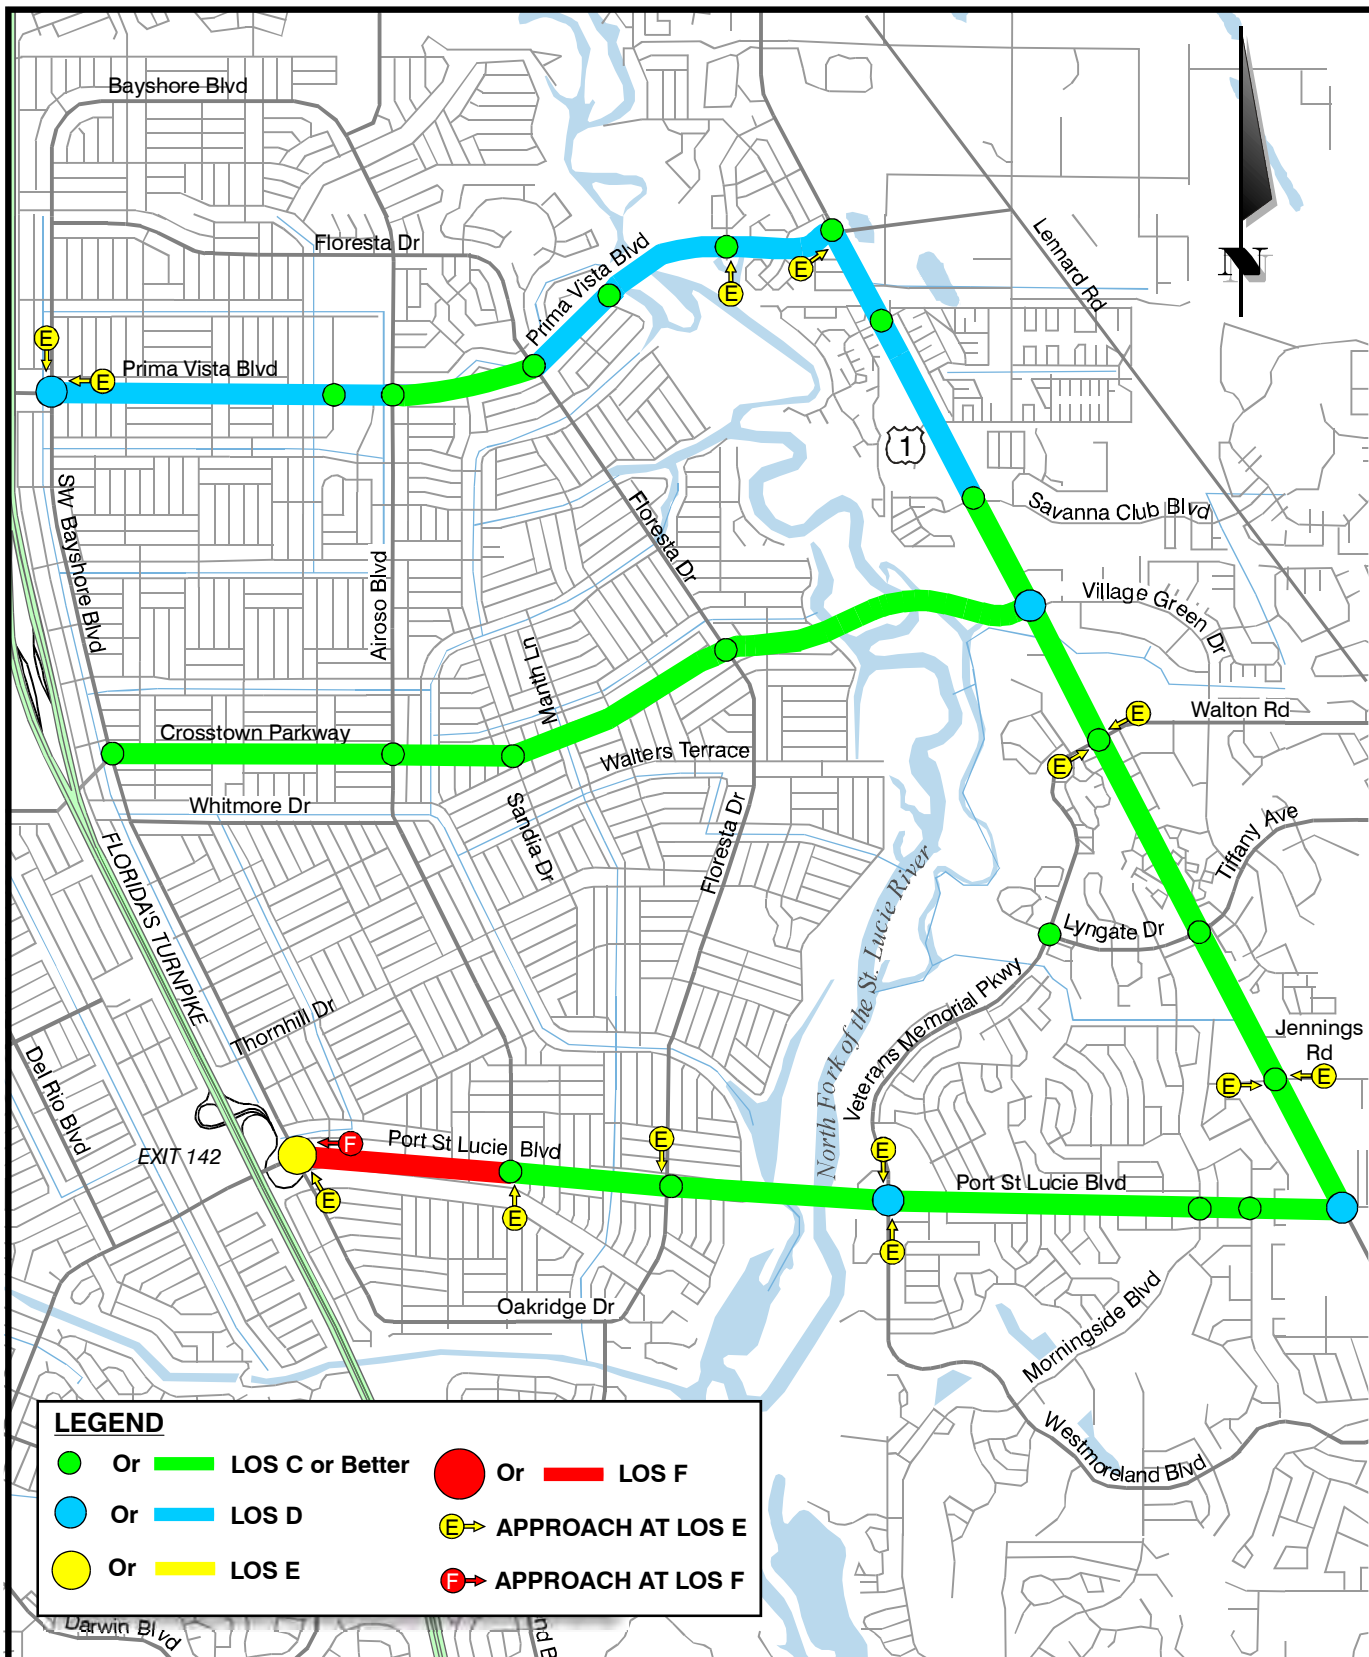 Bayshore Blvd
Floresta Dr
Prima Vista Blvd
Lennard Rd
N
E
E
E
Prima Vista Blvd
E
1
SW Bayshore Blvd
Floresta Dr
Savanna Club Blvd
Airoso Blvd
Village Green Dr
Manth Ln
Walton Rd
E
E
Crosstown Parkway
Walters Terrace
Whitmore Dr
Sandia Dr
Floresta Dr
Tiffany Ave
FLORIDA'S TURNPIKE
North Fork of the St. Lucie River
Lyngate Dr
Veterans Memorial Pkwy
Thornhill Dr
Jennings
Rd
E
E
Del Rio Blvd
EXIT 142
F
Port St Lucie Blvd
E
E
E
E
Port St Lucie Blvd
E
Oakridge Dr
Morningside Blvd
Westmoreland Blvd
LEGEND
Or LOS C or Better
Or LOS F
Or LOS D
E APPROACH AT LOS E
Or LOS E
F APPROACH AT LOS F
Darwin Blvd
nd B